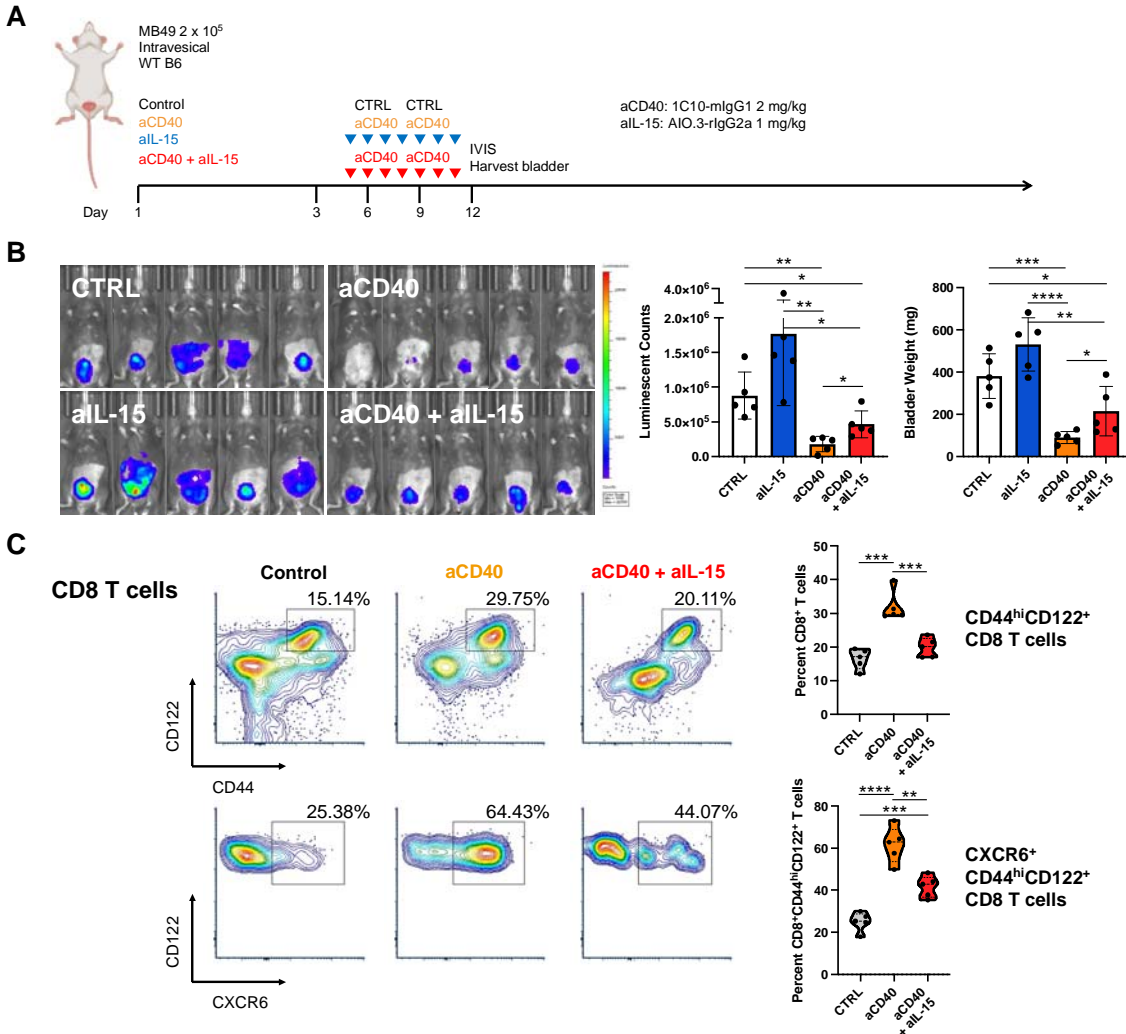 A
MB49 2 x 10⁵
Intravesical
WT B6
Control
aCD40
aIL-15
aCD40 + aIL-15
CTRL CTRL
aCD40 aCD40
aCD40 aCD40
IVIS
Harvest bladder
aCD40: 1C10-mIgG1 2 mg/kg
aIL-15: AIO.3-rIgG2a 1 mg/kg
Day 1 3 6 9 12
B
CTRL
aCD40
aIL-15
aCD40 + aIL-15
Luminescent Counts
4.0×10⁶
2.0×10⁶
1.5×10⁶
1.0×10⁶
5.0×10⁵
0.0
**
*
**
*
*
CTRL
aIL-15
aCD40
aCD40
+ aIL-15
Bladder Weight (mg)
800
600
400
200
0
***
*
****
**
*
CTRL
aIL-15
aCD40
aCD40
+ aIL-15
C
CD8 T cells
Control
aCD40
aCD40 + aIL-15
15.14%
29.75%
20.11%
CD122
CD44
25.38%
64.43%
44.07%
CD122
CXCR6
Percent CD8⁺ T cells
50
40
30
20
10
0
***
***
CTRL
aCD40
aCD40
+ aIL-15
CD44ʰⁱCD122⁺
CD8 T cells
Percent CD8⁺CD44ʰⁱCD122⁺ T cells
80
60
40
20
0
****
**
***
CTRL
aCD40
aCD40
+ aIL-15
CXCR6⁺
CD44ʰⁱCD122⁺
CD8 T cells